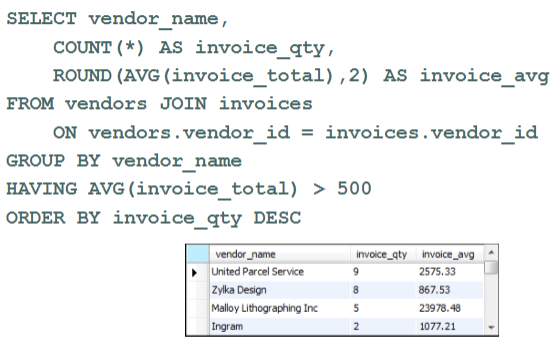 SELECT vendor_name,
COUNT(*) AS invoice_qty,
ROUND(AVG(invoice_total),2) AS invoice_avg
FROM vendors JOIN invoices
ON vendors.vendor_id = invoices.vendor_id
GROUP BY vendor_name
HAVING AVG(invoice_total) > 500
ORDER BY invoice_qty DESC
vendor_name invoice_qty invoice_avg
United Parcel Service 9 2575.33
Zylka Design 8 867.53
Malloy Lithographing Inc 5 23978.48
Ingram 2 1077.21